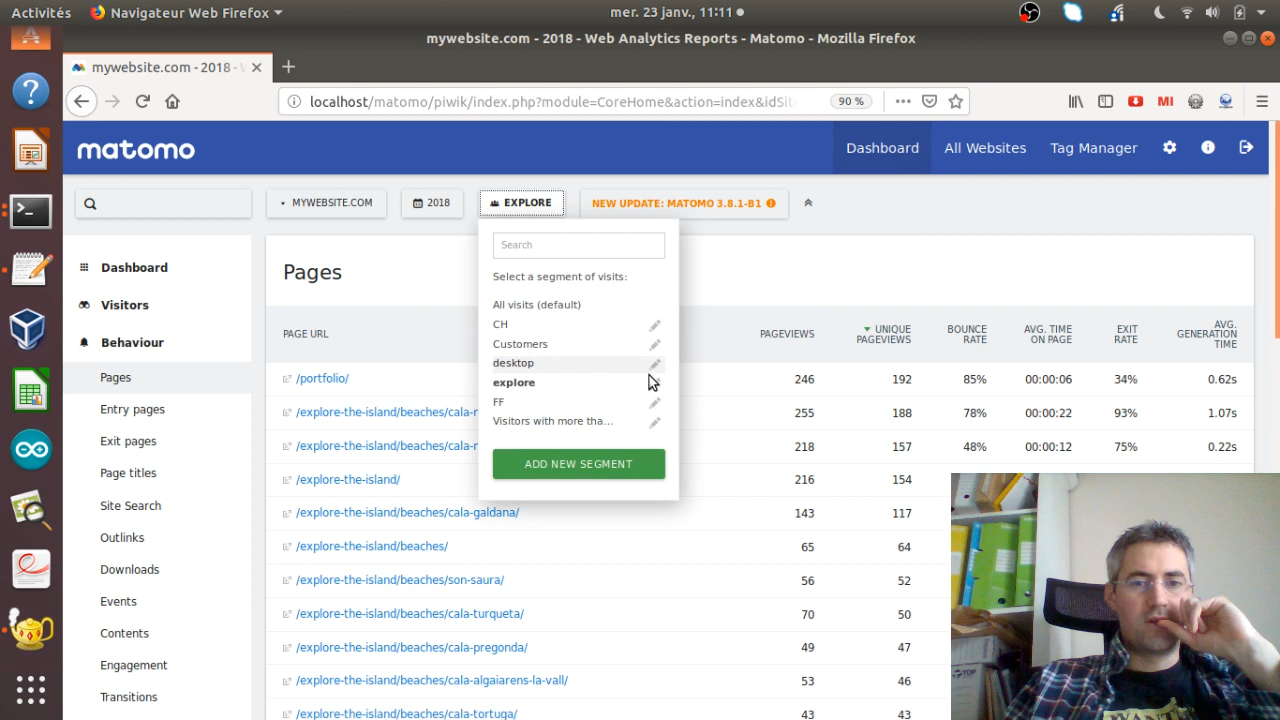 Activités Navigateur Web Firefox mer. 23 janv., 11:11
mywebsite.com - 2018 - Web Analytics Reports - Matomo - Mozilla Firefox
mywebsite.com - 2018 -
localhost/matomo/piwik/index.php?module=CoreHome&action=index&idSit 90 %
MI
matomo Dashboard All Websites Tag Manager
MYWEBSITE.COM 2018 EXPLORE NEW UPDATE: MATOMO 3.8.1-B1
Dashboard
Visitors
Behaviour
Pages
Entry pages
Exit pages
Page titles
Site Search
Outlinks
Downloads
Events
Contents
Engagement
Transitions
Search
Select a segment of visits:
All visits (default)
CH
Customers
desktop
explore
FF
Visitors with more tha...
ADD NEW SEGMENT
Pages
PAGE URL PAGEVIEWS UNIQUE PAGEVIEWS BOUNCE RATE AVG. TIME ON PAGE EXIT RATE AVG. GENERATION TIME
/portfolio/ 246 192 85% 00:00:06 34% 0.62s
/explore-the-island/beaches/cala- 255 188 78% 00:00:22 93% 1.07s
/explore-the-island/beaches/cala- 218 157 48% 00:00:12 75% 0.22s
/explore-the-island/ 216 154
/explore-the-island/beaches/cala-galdana/ 143 117
/explore-the-island/beaches/ 65 64
/explore-the-island/beaches/son-saura/ 56 52
/explore-the-island/beaches/cala-turqueta/ 70 50
/explore-the-island/beaches/cala-pregonda/ 49 47
/explore-the-island/beaches/cala-algaiarens-la-vall/ 53 46
/explore-the-island/beaches/cala-tortuga/ 43 43